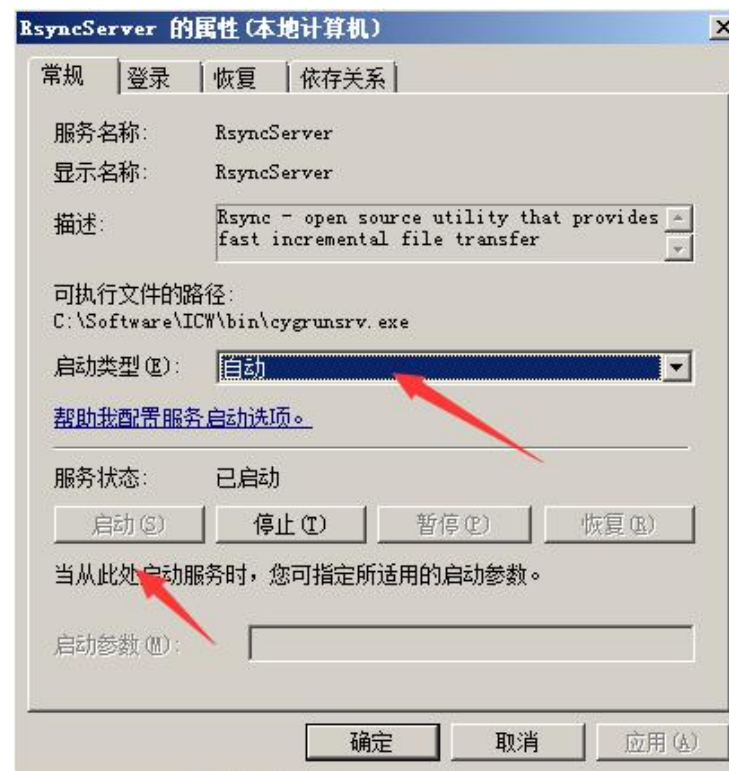 RsyncServer 的属性(本地计算机)
常规 登录 恢复 依存关系
服务名称: RsyncServer
显示名称: RsyncServer
描述: Rsync - open source utility that provides
fast incremental file transfer
可执行文件的路径:
C:\Software\ICW\bin\cygrunsrv.exe
启动类型(E): 自动
帮助我配置服务启动选项。
服务状态: 已启动
启动(S) 停止(T) 暂停(P) 恢复(R)
当从此处启动服务时，您可指定所适用的启动参数。
启动参数(M):
确定 取消 应用(A)